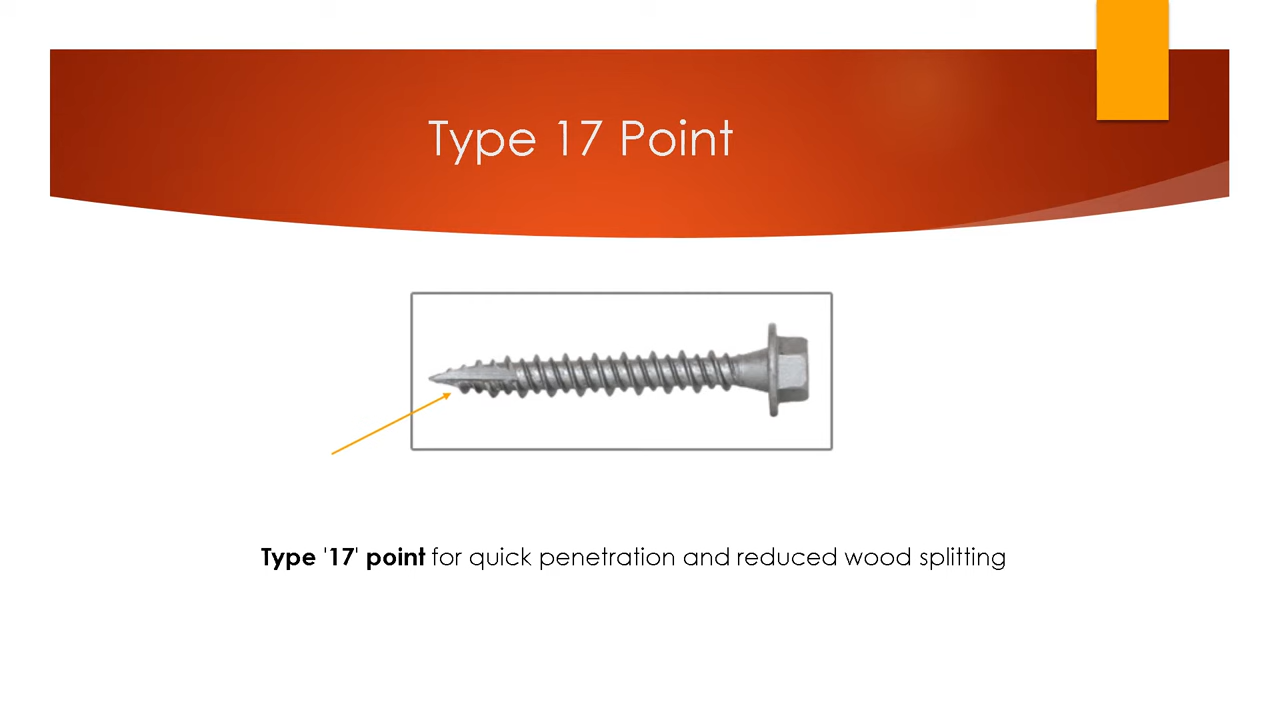 Type 17 Point
Type '17' point for quick penetration and reduced wood splitting